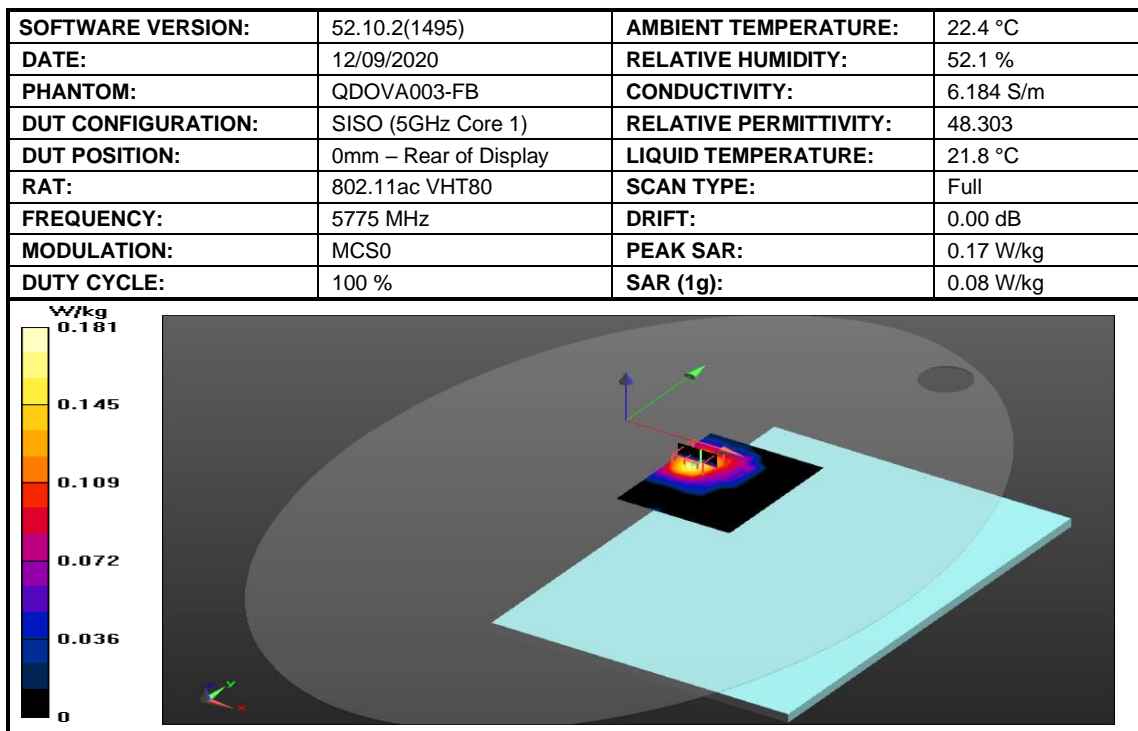 SOFTWARE VERSION: 52.10.2(1495) AMBIENT TEMPERATURE: 22.4 °C
DATE: 12/09/2020 RELATIVE HUMIDITY: 52.1 %
PHANTOM: QDOVA003-FB CONDUCTIVITY: 6.184 S/m
DUT CONFIGURATION: SISO (5GHz Core 1) RELATIVE PERMITTIVITY: 48.303
DUT POSITION: 0mm – Rear of Display LIQUID TEMPERATURE: 21.8 °C
RAT: 802.11ac VHT80 SCAN TYPE: Full
FREQUENCY: 5775 MHz DRIFT: 0.00 dB
MODULATION: MCS0 PEAK SAR: 0.17 W/kg
DUTY CYCLE: 100 % SAR (1g): 0.08 W/kg
W/kg
0.181
0.145
0.109
0.072
0.036
0
Y
X